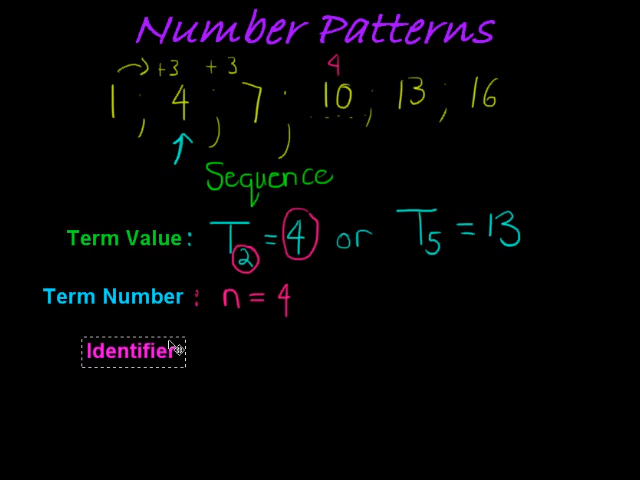 Number Patterns
+3 +3 4
1 ; 4 ; 7 ; 10 ; 13 ; 16
Sequence
Term Value : T2 = 4 or T5 = 13
Term Number : n = 4
Identifier